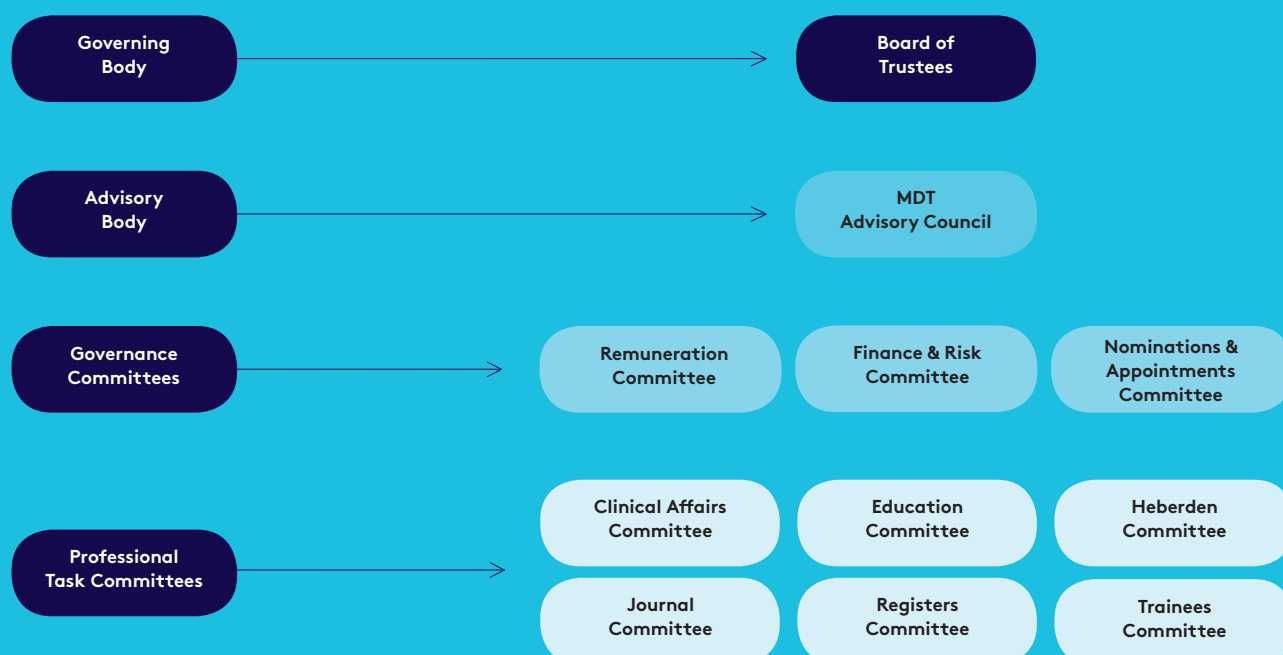 Governing
Body
Board of
Trustees
Advisory
Body
MDT
Advisory Council
Governance
Committees
Remuneration
Committee
Finance & Risk
Committee
Nominations &
Appointments
Committee
Professional
Task Committees
Clinical Affairs
Committee
Education
Committee
Heberden
Committee
Journal
Committee
Registers
Committee
Trainees
Committee